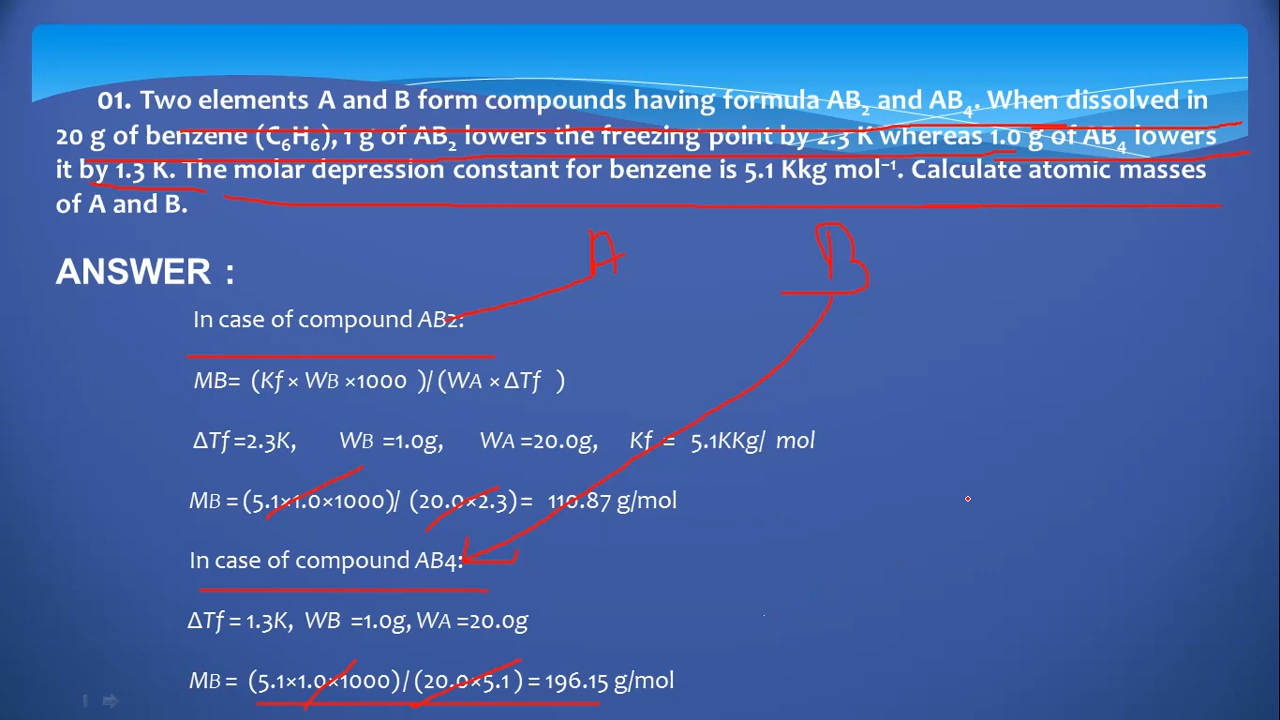 01. Two elements A and B form compounds having formula AB₂ and AB₄. When dissolved in
20 g of benzene (C₆H₆), 1 g of AB₂ lowers the freezing point by 2.3 K whereas 1.0 g of AB₄ lowers
it by 1.3 K. The molar depression constant for benzene is 5.1 Kkg mol⁻¹. Calculate atomic masses
of A and B.
A B
ANSWER :
In case of compound AB2:
MB= (Kf × WB ×1000 )/(WA × ΔTf )
ΔTf =2.3K, WB =1.0g, WA =20.0g, Kf = 5.1KKg/ mol
MB = (5.1×1.0×1000)/ (20.0×2.3) = 110.87 g/mol
In case of compound AB4:
ΔTf = 1.3K, WB =1.0g, WA =20.0g
MB = (5.1×1.0×1000)/(20.0×5.1 ) = 196.15 g/mol